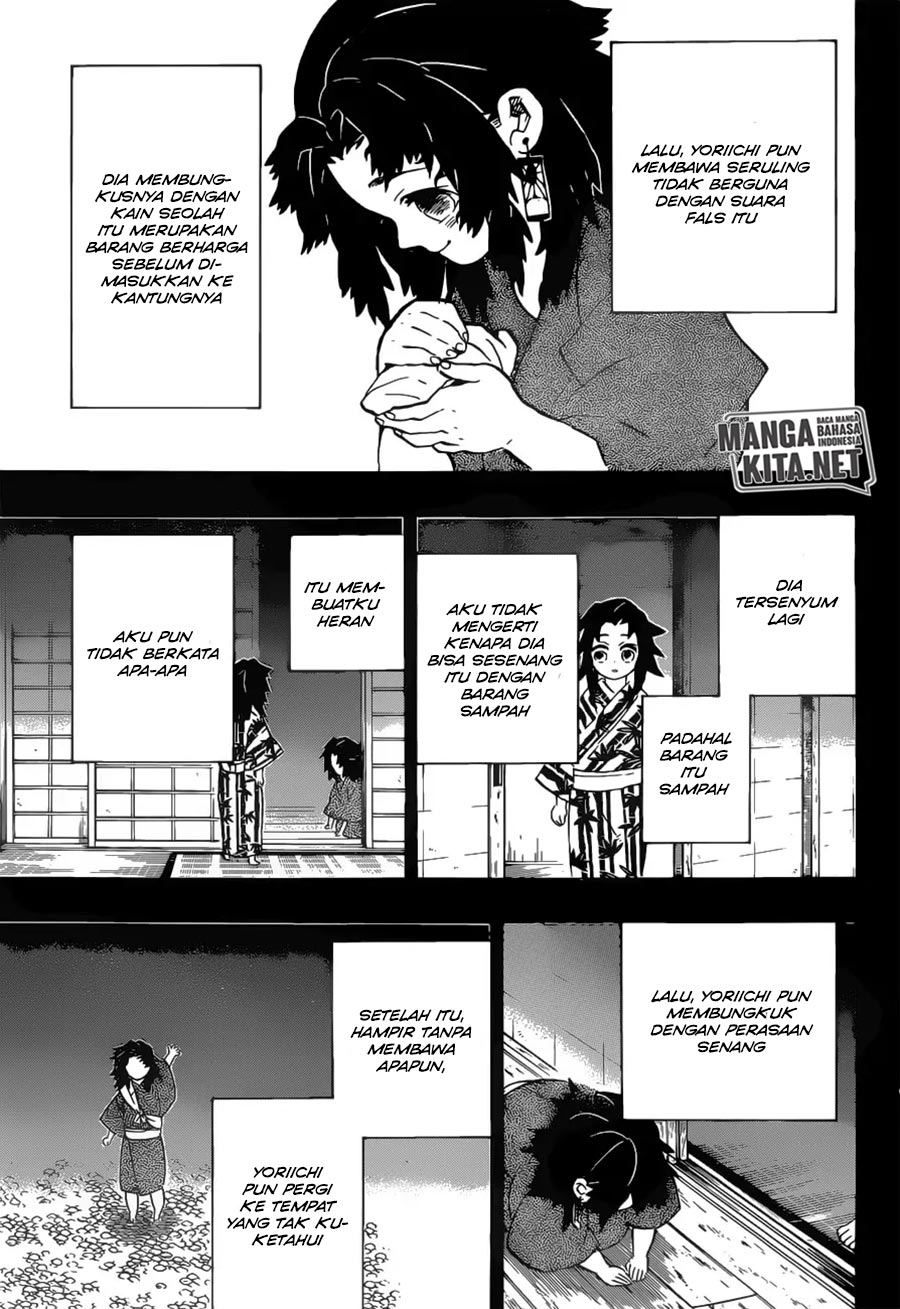 LALU, YORIICHI PUN
MEMBAWA SERULING
TIDAK BERGUNA
DENGAN SUARA
FALS ITU
DIA MEMBUNG-
KUSNYA DENGAN
KAIN SEOLAH
ITU MERUPAKAN
BARANG BERHARGA
SEBELUM DI-
MASUKKAN KE
KANTUNGNYA
MANGA
KITA.NET
BACA MANGA
BAHASA
INDONESIA
DIA
TERSENYUM
LAGI
PADAHAL
BARANG
ITU
SAMPAH
AKU TIDAK
MENGERTI
KENAPA DIA
BISA SESENANG
ITU DENGAN
BARANG
SAMPAH
ITU MEM-
BUATKU
HERAN
AKU PUN
TIDAK BERKATA
APA-APA
LALU, YORIICHI PUN
MEMBUNGKUK
DENGAN PERASAAN
SENANG
SETELAH ITU,
HAMPIR TANPA
MEMBAWA
APAPUN,
YORIICHI
PUN PERGI
KE TEMPAT
YANG TAK KU-
KETAHUI